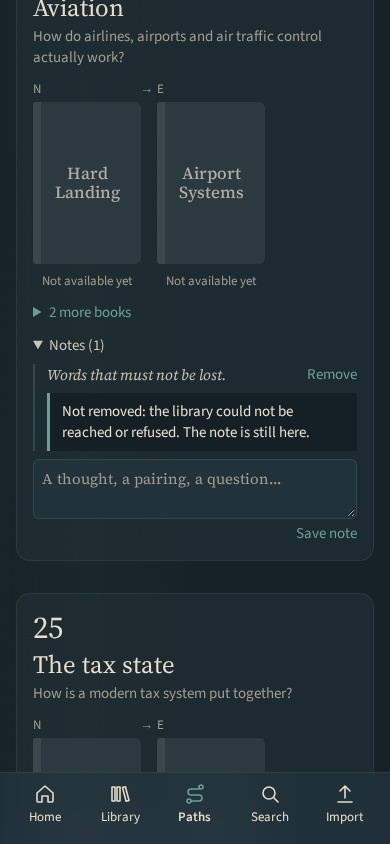 Aviation
How do airlines, airports and air traffic control
actually work?
N → E
Hard
Landing
Airport
Systems
Not available yet
Not available yet
▶ 2 more books
▼ Notes (1)
Words that must not be lost.
Remove
Not removed: the library could not be
reached or refused. The note is still here.
A thought, a pairing, a question...
Save note
25
The tax state
How is a modern tax system put together?
N → E
Home
Library
Paths
Search
Import